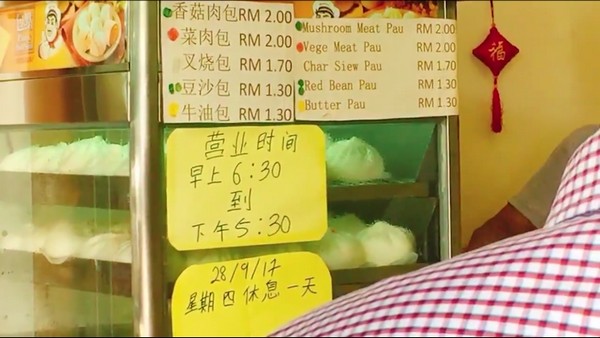 香菇肉包 RM 2.00
菜肉包 RM 2.00
叉烧包 RM 1.70
豆沙包 RM 1.30
牛油包 RM 1.30
Mushroom Meat Pau RM 2.00
Vege Meat Pau RM 2.00
Char Siew Pau RM 1.70
Red Bean Pau RM 1.30
Butter Pau RM 1.30
福
营业时间
早上 6:30
到
下午 5:30
28/9/17
星期四休息一天